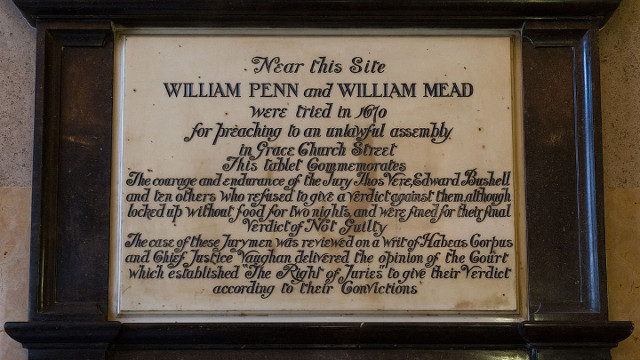 Near this Site
WILLIAM PENN and WILLIAM MEAD
were tried in 1670
for preaching to an unlawful assembly
in Grace Church Street
This tablet Commemorates
The courage and endurance of the Jury Thos Vere, Edward Bushell
and ten others who refused to give a verdict against them, although
locked up without food for two nights, and were fined for their final
Verdict of Not Guilty
The case of these Jurymen was reviewed on a Writ of Habeas Corpus
and Chief Justice Vaughan delivered the opinion of the Court
which established "The Right of Juries" to give their Verdict
according to their Convictions